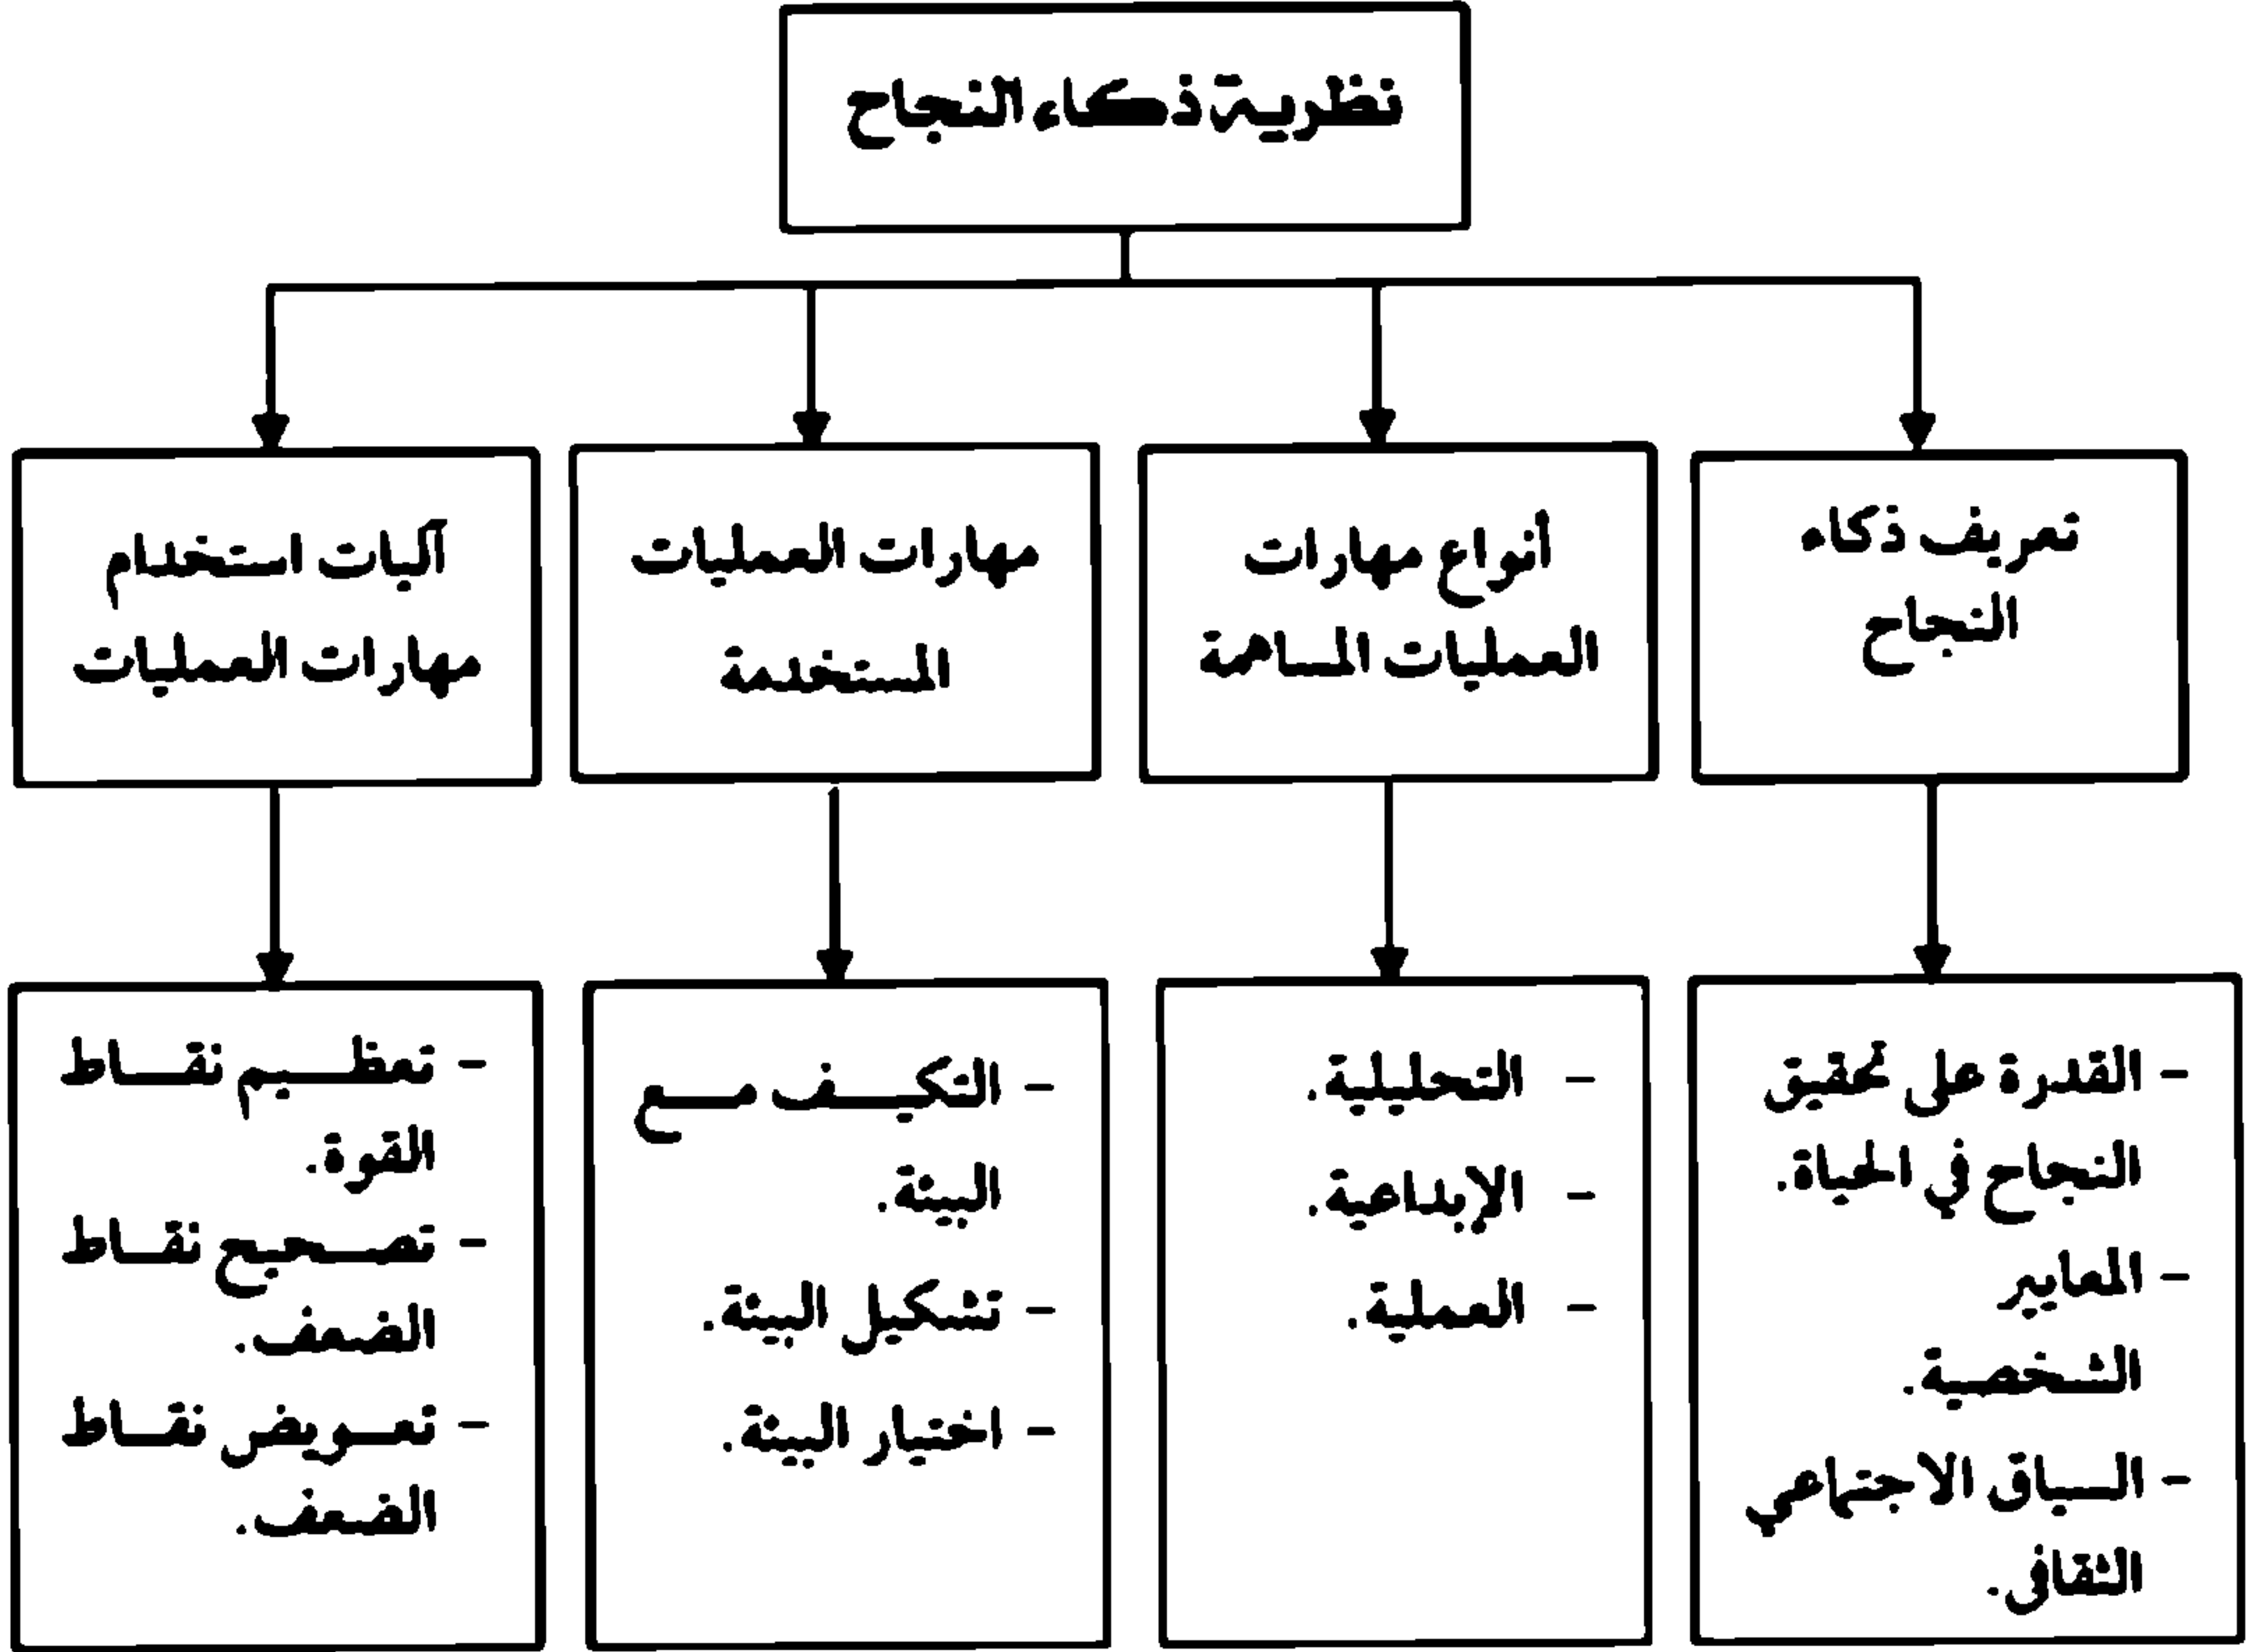 نظرية ذكاء النجاح
تعريف ذكاء
النجاح
أنواع مهارات
العمليات المساهمة
مهارات العمليات
المستخدمة
آليات استخدام
مهارات العمليات
- القدرة على تحقيق
النجاح في الحياة.
- المعايير
الشخصية.
- السياق الاجتماعي
الثقافي.
- التحليلية.
- الإبداعية.
- العملية.
- التكيف مع
البيئة.
- تشكيل البيئة.
- اختيار البيئة.
- تعظيم نقاط
القوة.
- تصحيح نقاط
الضعف.
- تعويض نقاط
الضعف.